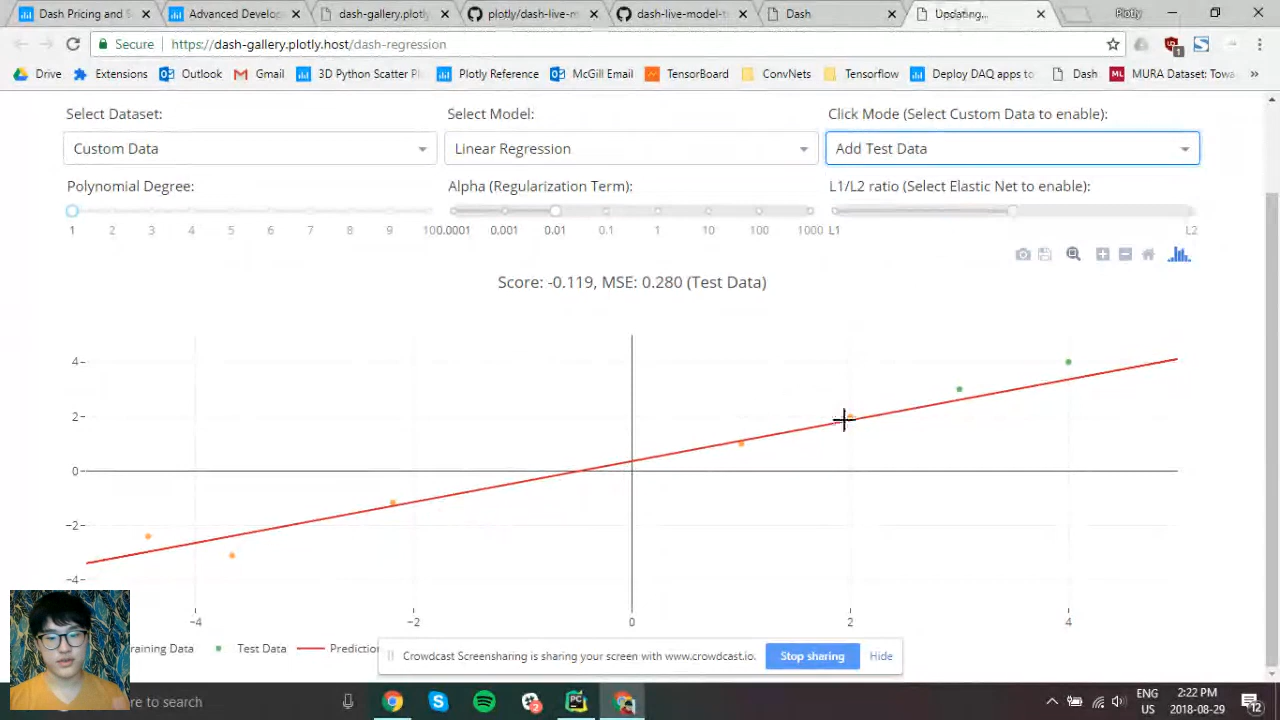 Dash Pricing and S
Advanced Develo
dash-gallery.plotly
plotly/dash-live-m
dash-live-model-t
Dash
Updating...
Plotly
Secure
https://dash-gallery.plotly.host/dash-regression
Drive
Extensions
Outlook
Gmail
3D Python Scatter Pl
Plotly Reference
McGill Email
TensorBoard
ConvNets
Tensorflow
Deploy DAQ apps to
Dash
MURA Dataset: Towa
Select Dataset:
Select Model:
Click Mode (Select Custom Data to enable):
Custom Data
Linear Regression
Add Test Data
Polynomial Degree:
Alpha (Regularization Term):
L1/L2 ratio (Select Elastic Net to enable):
1 2 3 4 5 6 7 8 9 10
0.0001 0.001 0.01 0.1 1 10 100 1000
L1 L2
Score: -0.119, MSE: 0.280 (Test Data)
4
2
0
−2
−4
−4 −2 0 2 4
raining Data
Test Data
Prediction
Crowdcast Screensharing is sharing your screen with www.crowdcast.io.
Stop sharing
Hide
here to search
2
ENG
US
2:22 PM
2018-08-29
12